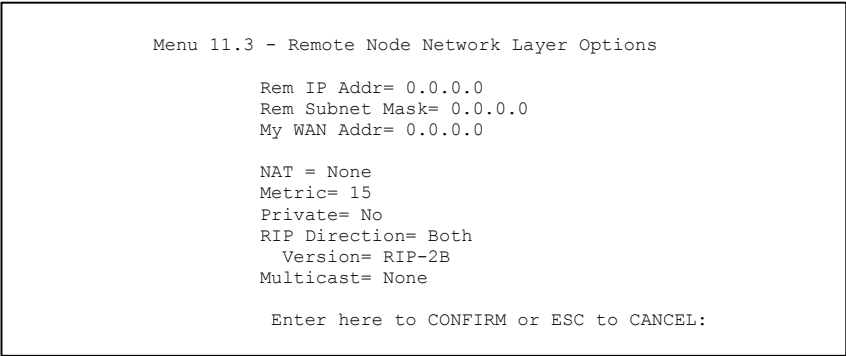 Menu 11.3 - Remote Node Network Layer Options
Rem IP Addr= 0.0.0.0
Rem Subnet Mask= 0.0.0.0
My WAN Addr= 0.0.0.0
NAT = None
Metric= 15
Private= No
RIP Direction= Both
Version= RIP-2B
Multicast= None
Enter here to CONFIRM or ESC to CANCEL: